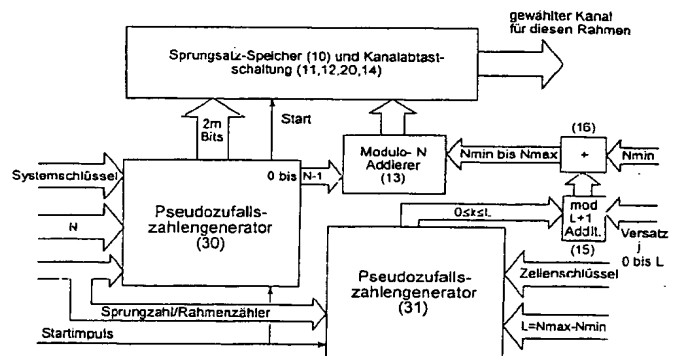 gewählter Kanal
für diesen Rahmen
Sprungsalz-Speicher (10) und Kanalabtast-
schaltung (11,12,20,14)
2m
Bits
Start
(16)
Modulo- N
Addierer
(13)
Nmin bis Nmax
+
Nmin
Systemschlüssel
0 bis N-1
Pseudozufalls-
zahlengenerator
(30)
N
0≤k≤L
mod
L+1
Addit.
(15)
Versatz
j
0 bis L
Pseudozufalls-
zahlengenerator
(31)
Zellenschlüssel
Sprungzahl/Rahmenzähler
L=Nmax-Nmin
Startimpuls